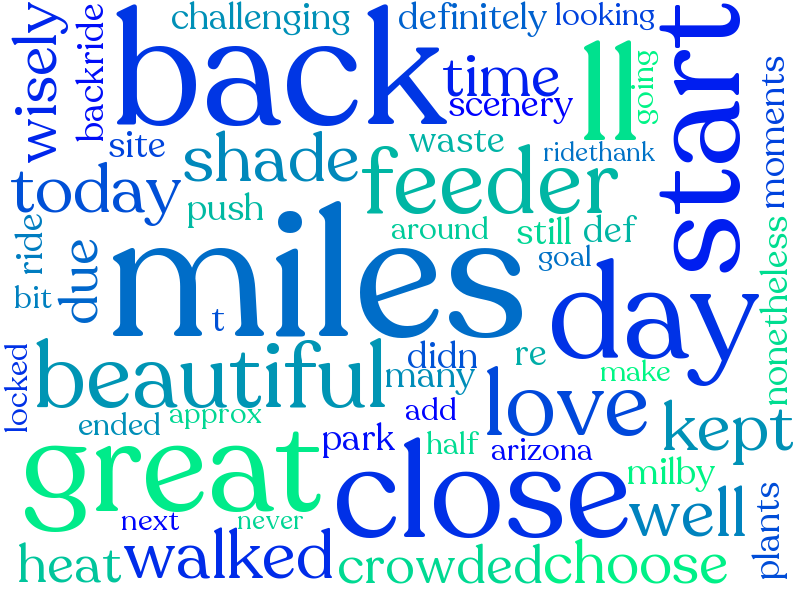 challenging
definitely
looking
wisely
backride
back
time
scenery
ll
going
start
moments
site
shade
waste
ridethank
today
push
feeder
around
still
def
ride
due
miles
goal
bit
t
day
nonetheless
locked
beautiful
didn
many
re
make
love
ended
approx
add
kept
great
park
half
arizona
close
milby
well
plants
next
never
heat
walked
crowded
choose